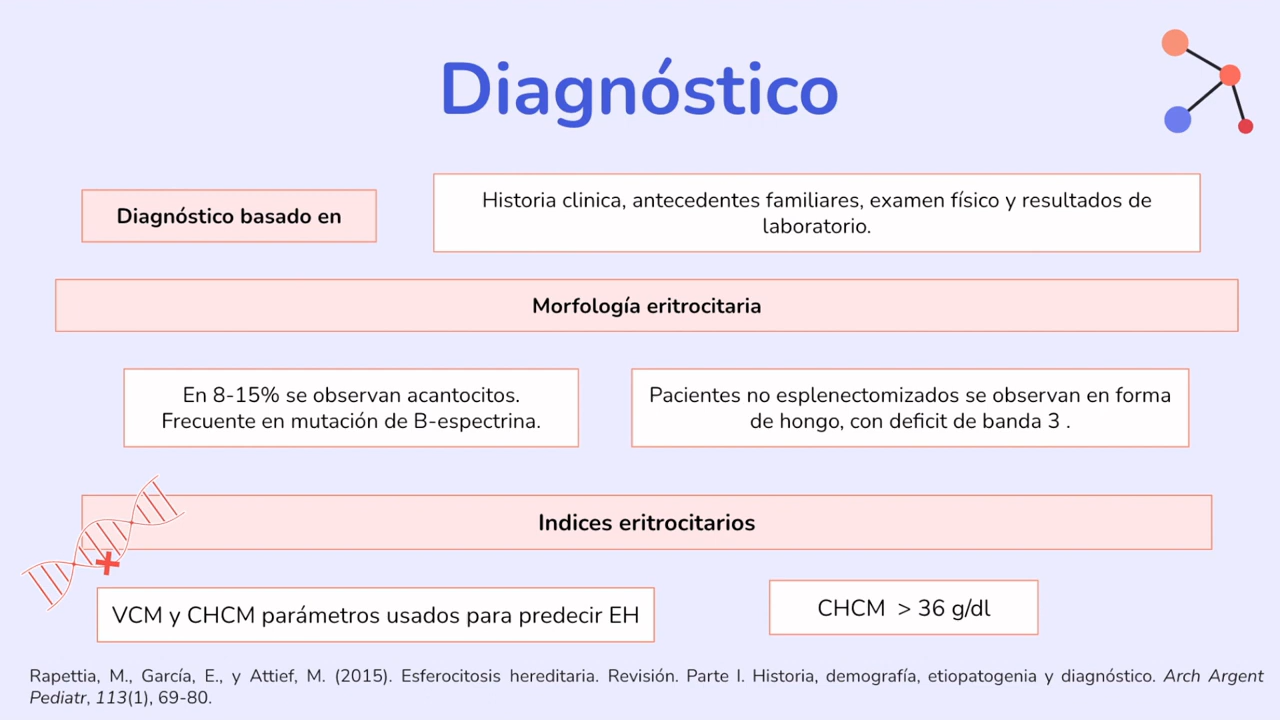 Diagnóstico
Diagnóstico basado en
Historia clinica, antecedentes familiares, examen físico y resultados de
laboratorio.
Morfología eritrocitaria
En 8-15% se observan acantocitos.
Frecuente en mutación de B-espectrina.
Pacientes no esplenectomizados se observan en forma
de hongo, con deficit de banda 3 .
Indices eritrocitarios
VCM y CHCM parámetros usados para predecir EH
CHCM > 36 g/dl
Rapettia, M., García, E., y Attief, M. (2015). Esferocitosis hereditaria. Revisión. Parte I. Historia, demografía, etiopatogenia y diagnóstico. Arch Argent
Pediatr, 113(1), 69-80.